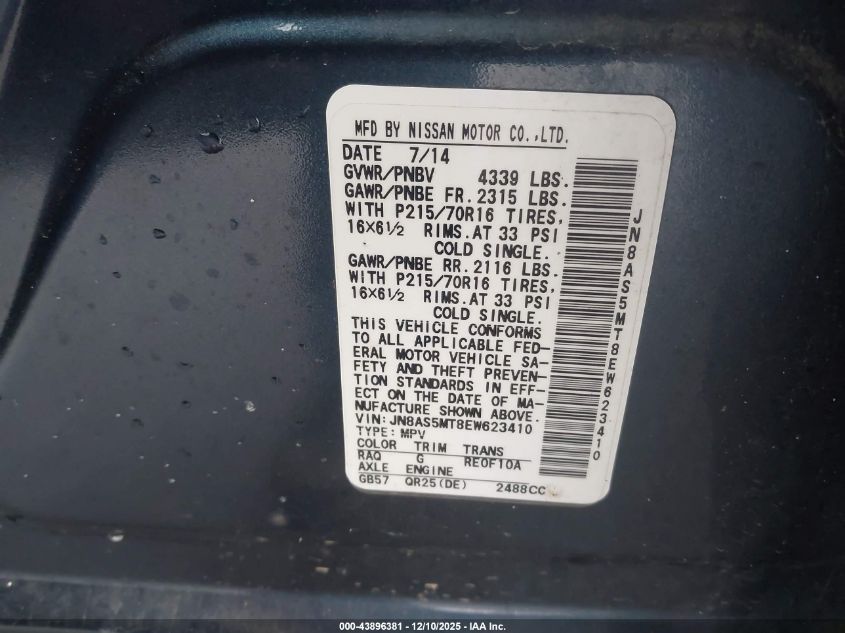 MFD BY NISSAN MOTOR CO.,LTD.
DATE 7/14
GVWR/PNBV 4339 LBS.
GAWR/PNBE FR. 2315 LBS.
WITH P215/70R16 TIRES,
16X6½ RIMS.AT 33 PSI
COLD SINGLE.
GAWR/PNBE RR. 2116 LBS.
WITH P215/70R16 TIRES,
16X6½ RIMS.AT 33 PSI
COLD SINGLE.
THIS VEHICLE CONFORMS
TO ALL APPLICABLE FED-
ERAL MOTOR VEHICLE SA-
FETY AND THEFT PREVEN-
TION STANDARDS IN EFF-
ECT ON THE DATE OF MA-
NUFACTURE SHOWN ABOVE.
VIN: JN8AS5MT8EW623410
TYPE: MPV
COLOR TRIM TRANS
RAQ G RE0F10A
AXLE ENGINE
GB57 QR25(DE) 2488CC
JN8AS5MT8EW623410
000-43896381 - 12/10/2025 - IAA Inc.